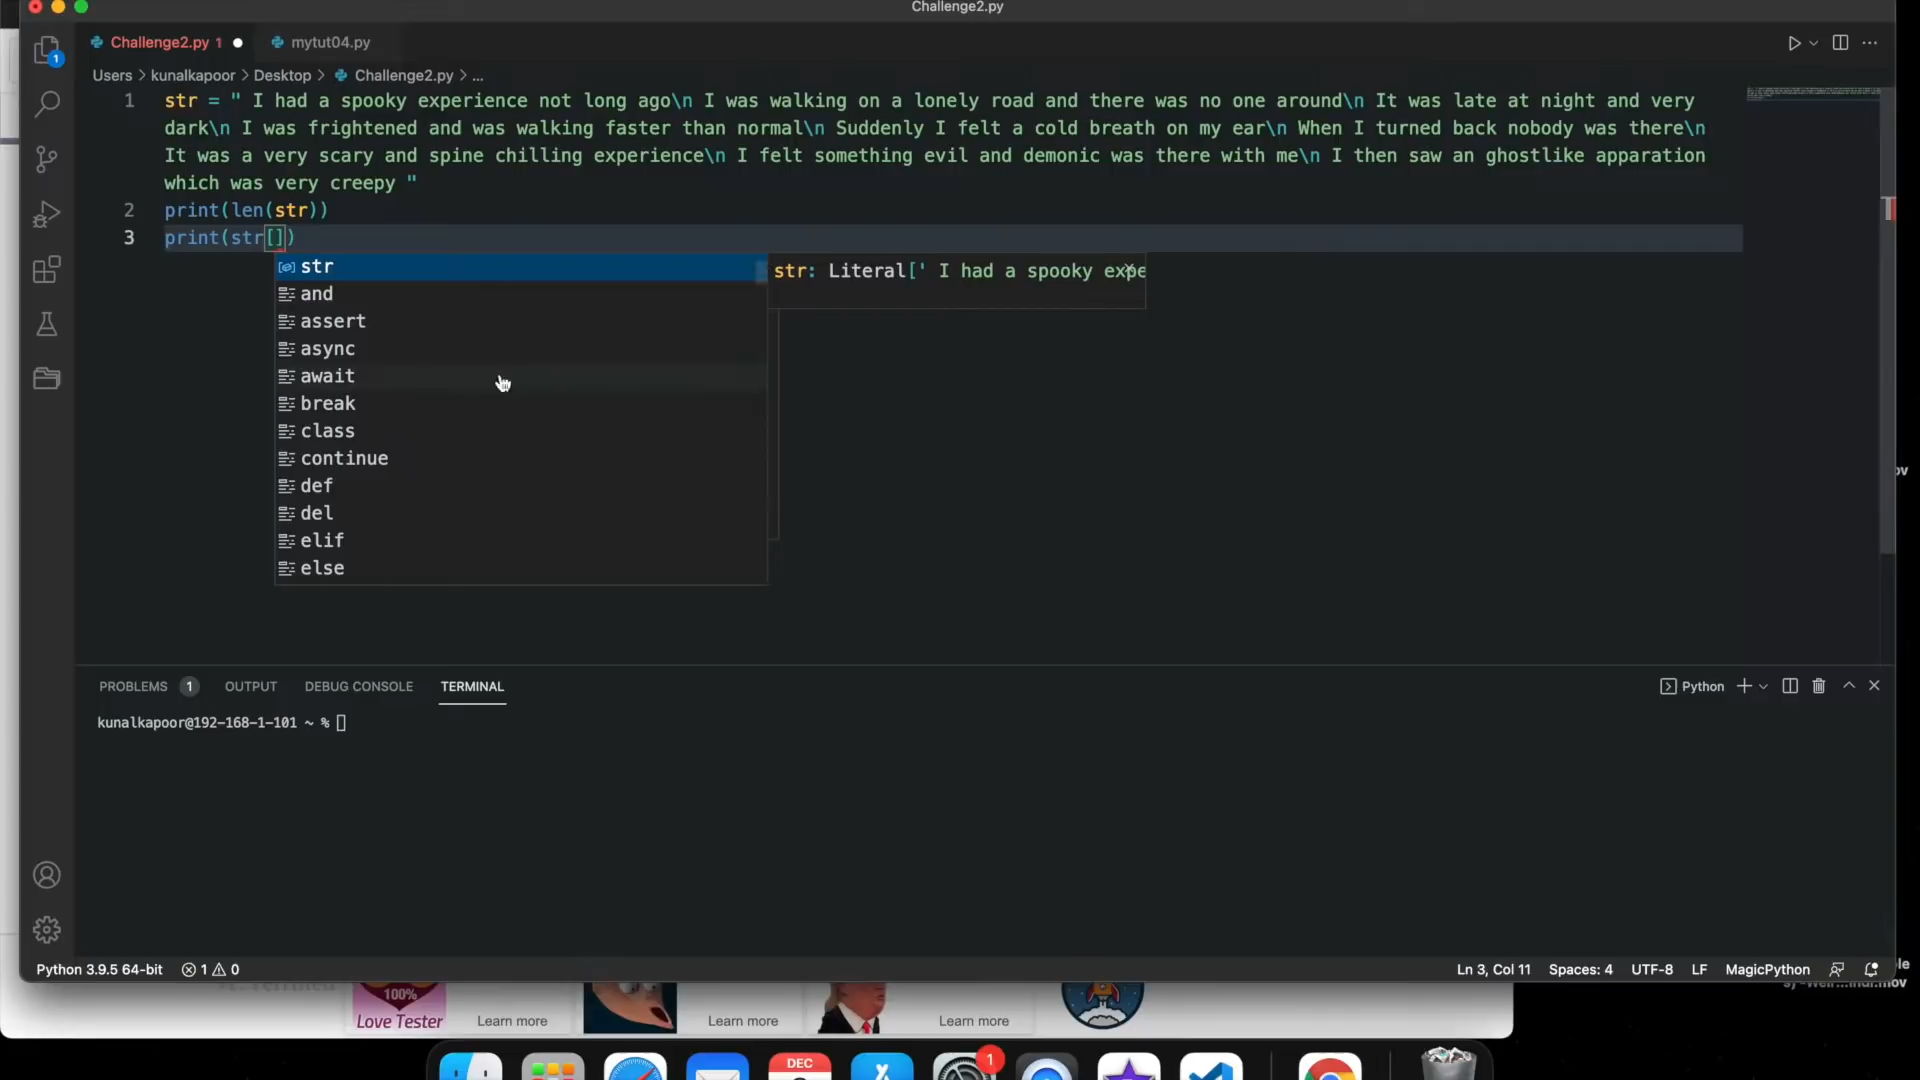 Challenge2.py
Challenge2.py 1
mytut04.py
Users > kunalkapoor > Desktop > Challenge2.py > ...
1 str = " I had a spooky experience not long ago\n I was walking on a lonely road and there was no one around\n It was late at night and very
dark\n I was frightened and was walking faster than normal\n Suddenly I felt a cold breath on my ear\n When I turned back nobody was there\n
It was a very scary and spine chilling experience\n I felt something evil and demonic was there with me\n I then saw an ghostlike apparation
which was very creepy "
2 print(len(str))
3 print(str[])
str
str: Literal[' I had a spooky expe
and
assert
async
await
break
class
continue
def
del
elif
else
PROBLEMS 1 OUTPUT DEBUG CONSOLE TERMINAL
Python
kunalkapoor@192-168-1-101 ~ %
Python 3.9.5 64-bit 1 0
Ln 3, Col 11 Spaces: 4 UTF-8 LF MagicPython
100%
Love Tester
Learn more
Learn more
Learn more
DEC
1